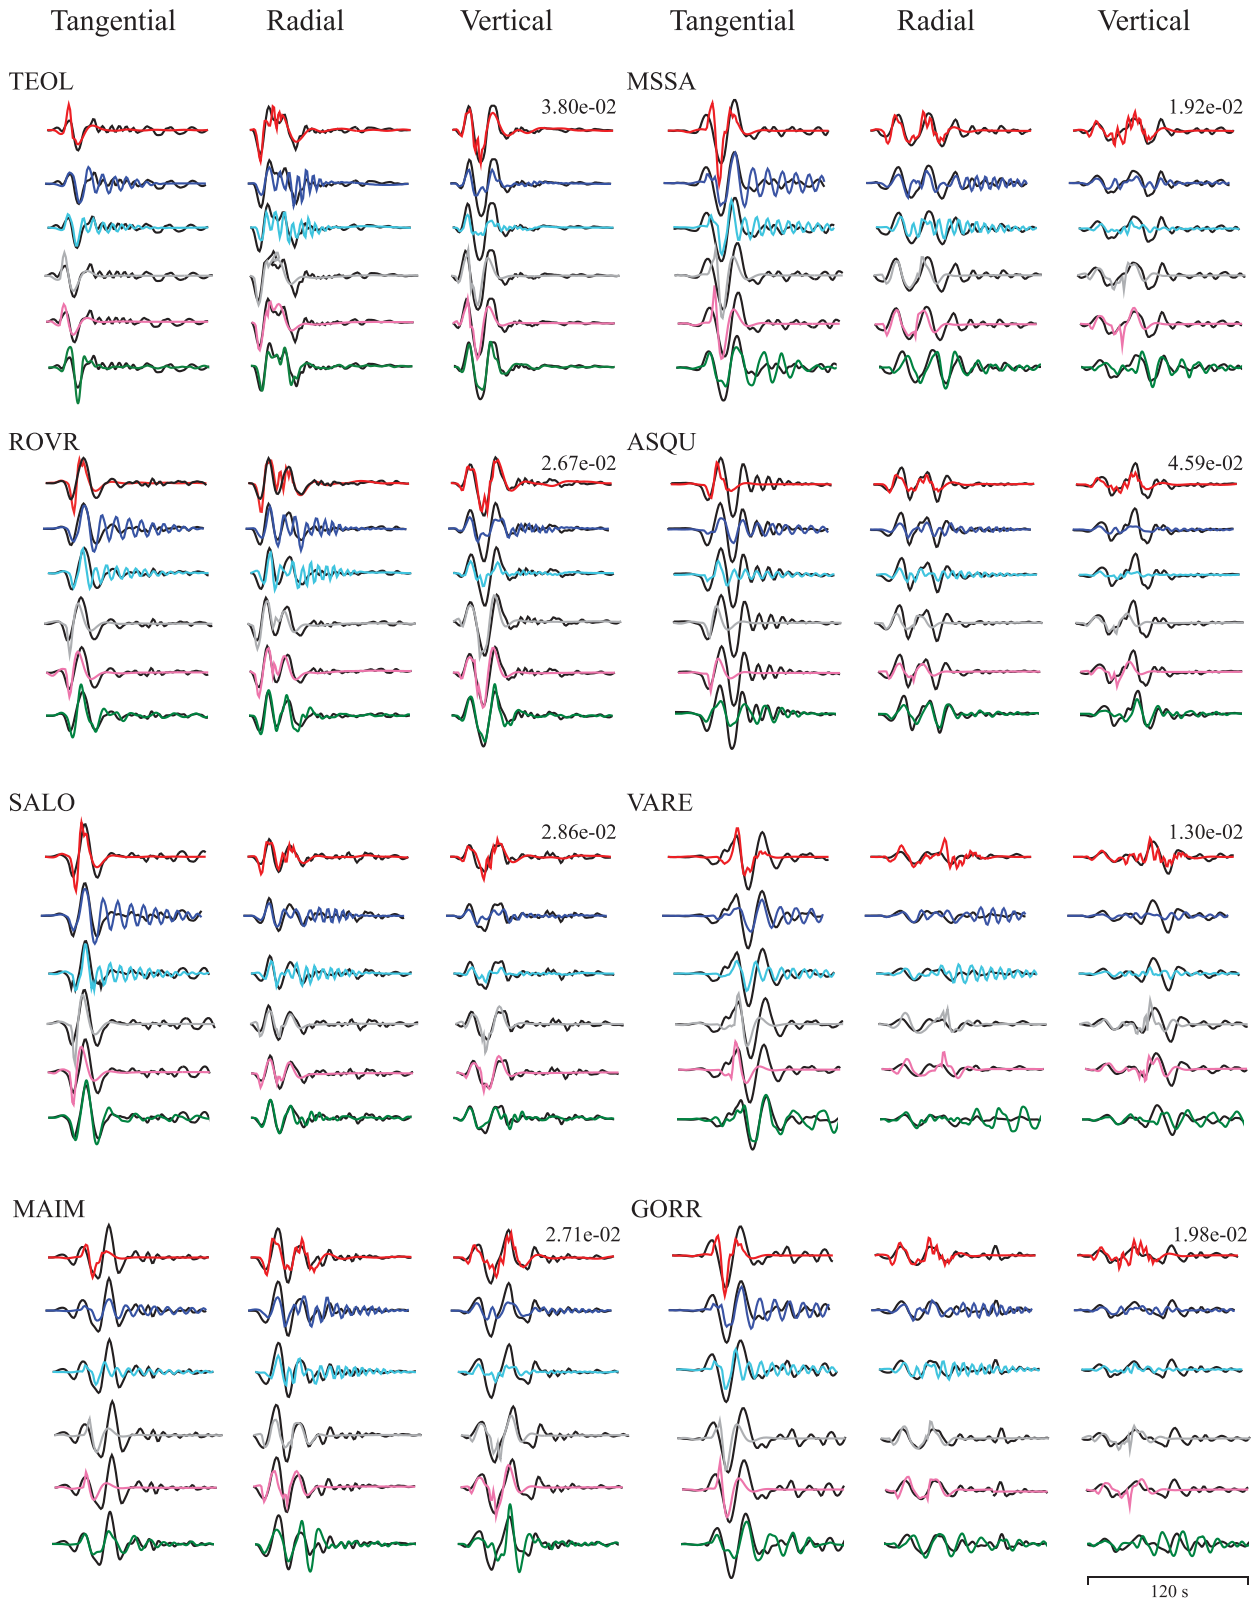 Tangential Radial Vertical Tangential Radial Vertical
TEOL MSSA
3.80e-02 1.92e-02
ROVR ASQU
2.67e-02 4.59e-02
SALO VARE
2.86e-02 1.30e-02
MAIM GORR
2.71e-02 1.98e-02
120 s